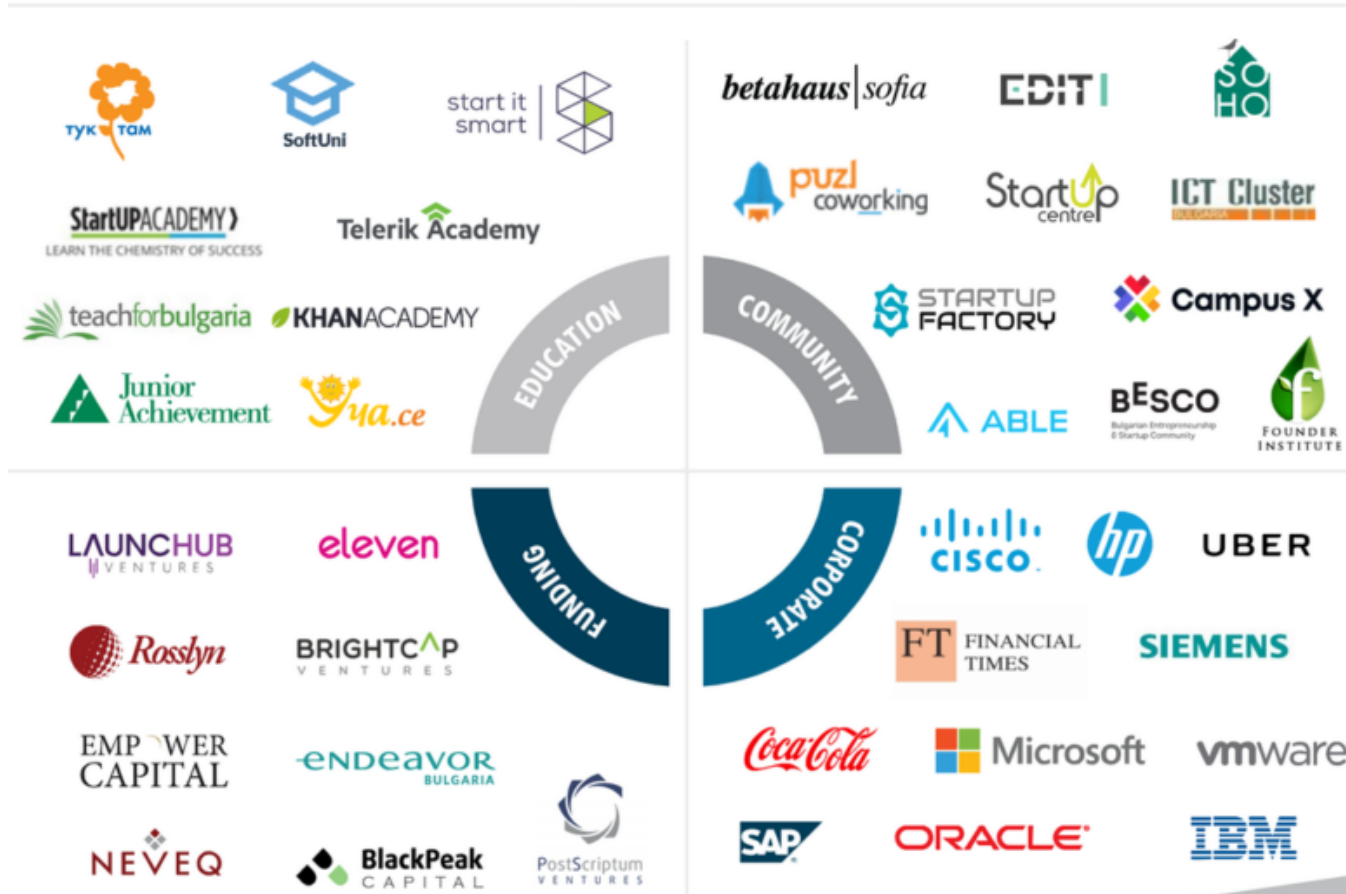 тук там
SoftUni
start it
smart
StartUPACADEMY
LEARN THE CHEMISTRY OF SUCCESS
Telerik Academy
teachforbulgaria
KHANACADEMY
Junior
Achievement
Уча.се
EDUCATION
betahaus|sofia
EDIT
SO
HO
puzl
coworking
StartUp
centre
ICT Cluster
BULGARIA
STARTUP
FACTORY
Campus X
ABLE
BESCO
Bulgarian Entrepreneurship
& Startup Community
FOUNDER
INSTITUTE
COMMUNITY
LAUNCHUB
VENTURES
eleven
Rosslyn
BRIGHTCAP
VENTURES
EMPOWER
CAPITAL
ENDEAVOR
BULGARIA
NEVEQ
BlackPeak
CAPITAL
PostScriptum
VENTURES
FUNDING
CISCO
hp
UBER
FT FINANCIAL
TIMES
SIEMENS
Coca-Cola
Microsoft
vmware
SAP
ORACLE
IBM
CORPORATE